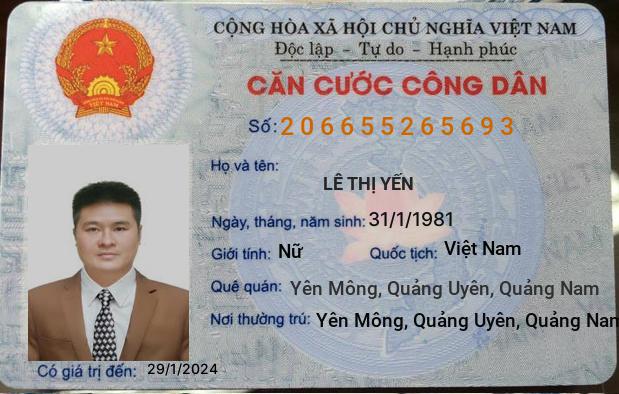 CỘNG HÒA XÃ HỘI CHỦ NGHĨA VIỆT NAM
Độc lập - Tự do - Hạnh phúc
CĂN CƯỚC CÔNG DÂN
Số: 206655265693
Họ và tên:
LÊ THỊ YẾN
Ngày, tháng, năm sinh: 31/1/1981
Giới tính: Nữ Quốc tịch: Việt Nam
Quê quán: Yên Mông, Quảng Uyên, Quảng Nam
Nơi thường trú: Yên Mông, Quảng Uyên, Quảng Nam
Có giá trị đến: 29/1/2024
VIỆT NAM